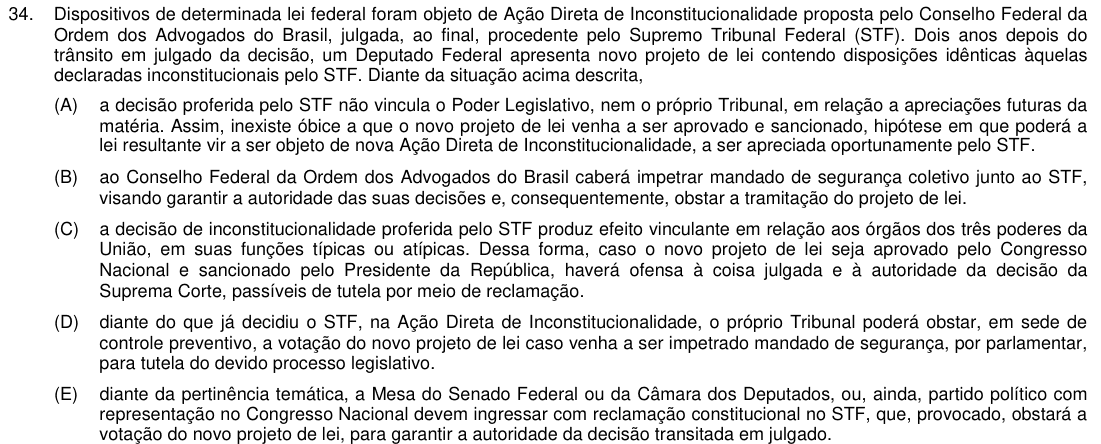 34. Dispositivos de determinada lei federal foram objeto de Ação Direta de Inconstitucionalidade proposta pelo Conselho Federal da
Ordem dos Advogados do Brasil, julgada, ao final, procedente pelo Supremo Tribunal Federal (STF). Dois anos depois do
trânsito em julgado da decisão, um Deputado Federal apresenta novo projeto de lei contendo disposições idênticas àquelas
declaradas inconstitucionais pelo STF. Diante da situação acima descrita,
(A) a decisão proferida pelo STF não vincula o Poder Legislativo, nem o próprio Tribunal, em relação a apreciações futuras da
matéria. Assim, inexiste óbice a que o novo projeto de lei venha a ser aprovado e sancionado, hipótese em que poderá a
lei resultante vir a ser objeto de nova Ação Direta de Inconstitucionalidade, a ser apreciada oportunamente pelo STF.
(B) ao Conselho Federal da Ordem dos Advogados do Brasil caberá impetrar mandado de segurança coletivo junto ao STF,
visando garantir a autoridade das suas decisões e, consequentemente, obstar a tramitação do projeto de lei.
(C) a decisão de inconstitucionalidade proferida pelo STF produz efeito vinculante em relação aos órgãos dos três poderes da
União, em suas funções típicas ou atípicas. Dessa forma, caso o novo projeto de lei seja aprovado pelo Congresso
Nacional e sancionado pelo Presidente da República, haverá ofensa à coisa julgada e à autoridade da decisão da
Suprema Corte, passíveis de tutela por meio de reclamação.
(D) diante do que já decidiu o STF, na Ação Direta de Inconstitucionalidade, o próprio Tribunal poderá obstar, em sede de
controle preventivo, a votação do novo projeto de lei caso venha a ser impetrado mandado de segurança, por parlamentar,
para tutela do devido processo legislativo.
(E) diante da pertinência temática, a Mesa do Senado Federal ou da Câmara dos Deputados, ou, ainda, partido político com
representação no Congresso Nacional devem ingressar com reclamação constitucional no STF, que, provocado, obstará a
votação do novo projeto de lei, para garantir a autoridade da decisão transitada em julgado.